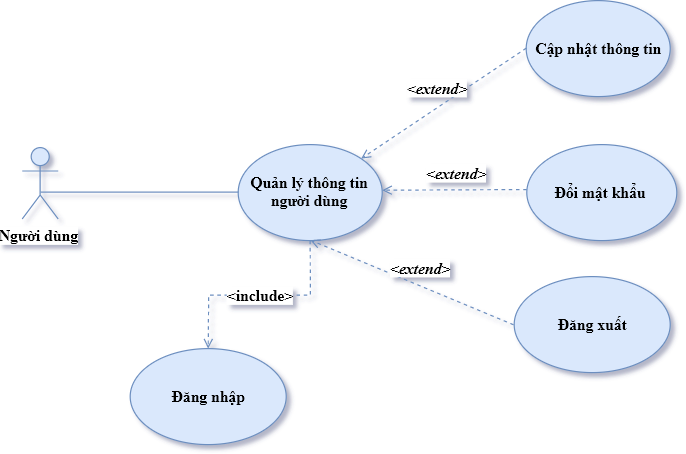 Cập nhật thông tin
<extend>
Quản lý thông tin
người dùng
<extend>
Đổi mật khẩu
Người dùng
<extend>
<include>
Đăng xuất
Đăng nhập